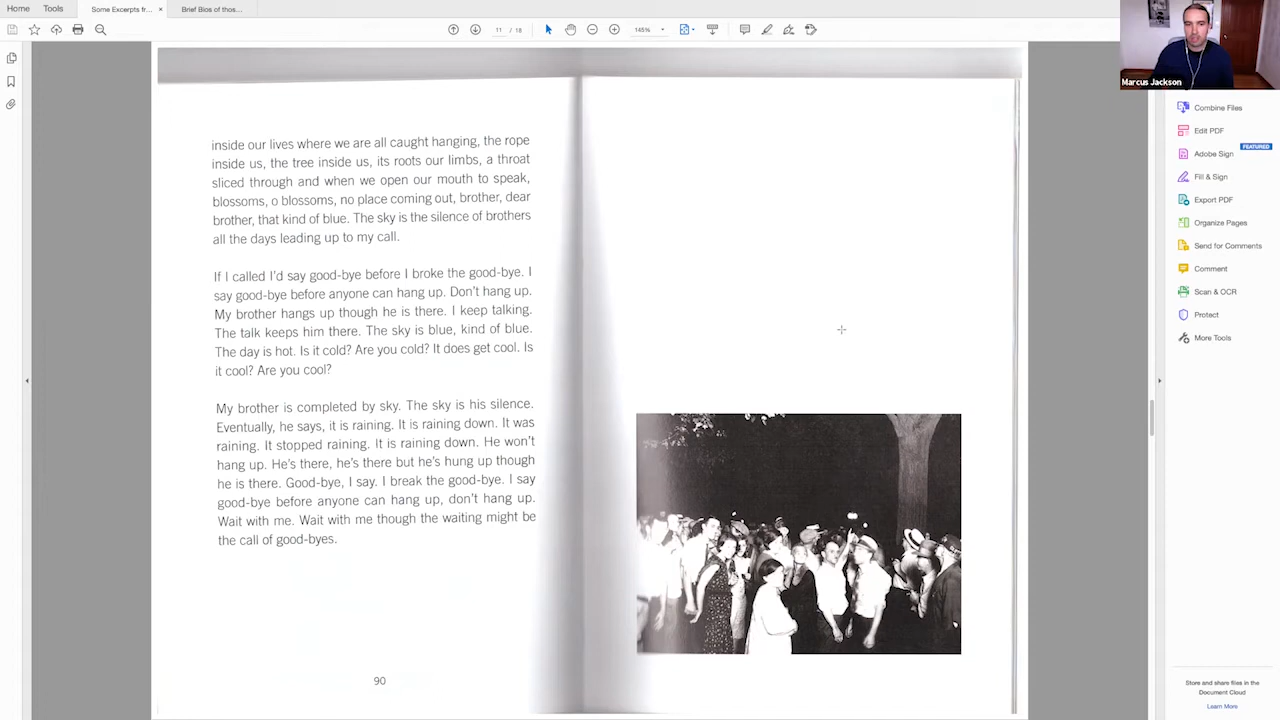 Home
Tools
Some Excerpts fr...
×
Brief Bios of thos...
11 / 18
145%
Marcus Jackson
inside our lives where we are all caught hanging, the rope
inside us, the tree inside us, its roots our limbs, a throat
sliced through and when we open our mouth to speak,
blossoms, o blossoms, no place coming out, brother, dear
brother, that kind of blue. The sky is the silence of brothers
all the days leading up to my call.
If I called I'd say good-bye before I broke the good-bye. I
say good-bye before anyone can hang up. Don't hang up.
My brother hangs up though he is there. I keep talking.
The talk keeps him there. The sky is blue, kind of blue.
The day is hot. Is it cold? Are you cold? It does get cool. Is
it cool? Are you cool?
My brother is completed by sky. The sky is his silence.
Eventually, he says, it is raining. It is raining down. It was
raining. It stopped raining. It is raining down. He won't
hang up. He's there, he's there but he's hung up though
he is there. Good-bye, I say. I break the good-bye. I say
good-bye before anyone can hang up, don't hang up.
Wait with me. Wait with me though the waiting might be
the call of good-byes.
90
Combine Files
Edit PDF
FEATURED
Adobe Sign
Fill & Sign
Export PDF
Organize Pages
Send for Comments
Comment
Scan & OCR
Protect
More Tools
Store and share files in the
Document Cloud
Learn More